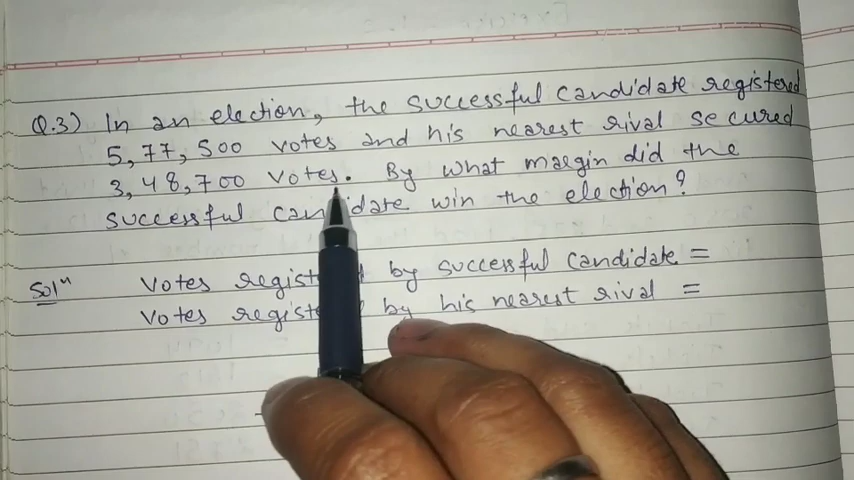 Q.3) In an election, the successful candidate registered
5,77,500 votes and his nearest rival secured
3,48,700 votes. By what margin did the
successful candidate win the election?
Solⁿ Votes registered by successful candidate =
Votes registered by his nearest rival =